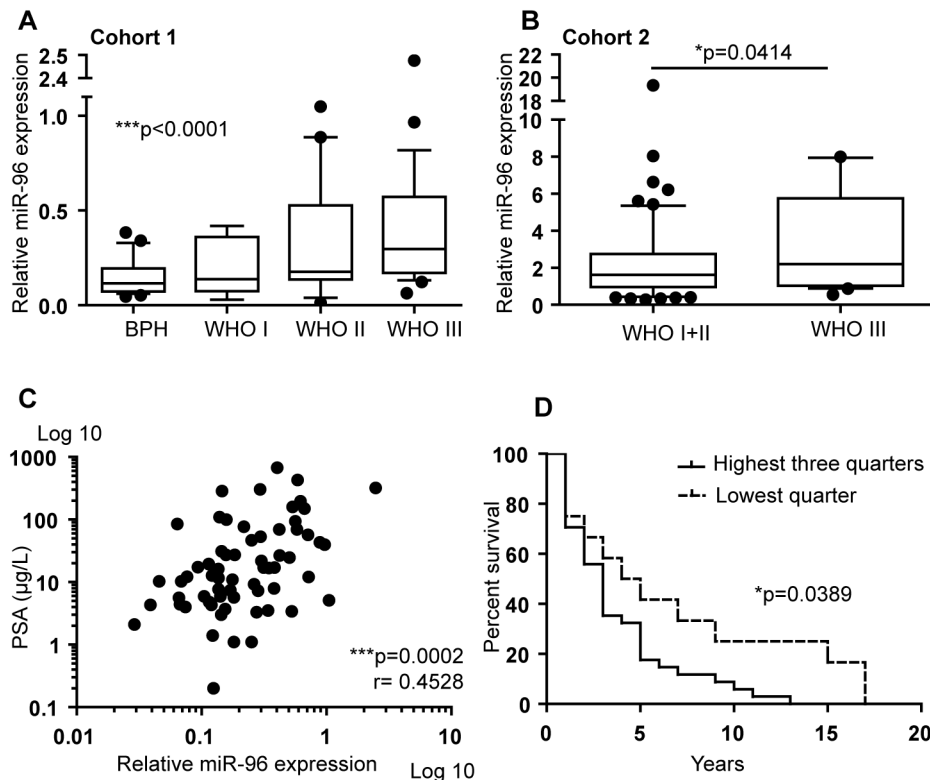 A
Cohort 1
Relative miR-96 expression
2.5
2.4
1.0
0.5
0.0
***p<0.0001
BPH
WHO I
WHO II
WHO III
B
Cohort 2
*p=0.0414
Relative miR-96 expression
22
20
18
16
8
6
4
2
0
WHO I+II
WHO III
C
Log 10
PSA (µg/L)
1000
100
10
1
0.1
***p=0.0002
r= 0.4528
0.01
0.1
1
10
Relative miR-96 expression
Log 10
D
Percent survival
100
80
60
40
20
0
Highest three quarters
Lowest quarter
*p=0.0389
0
5
10
15
20
Years